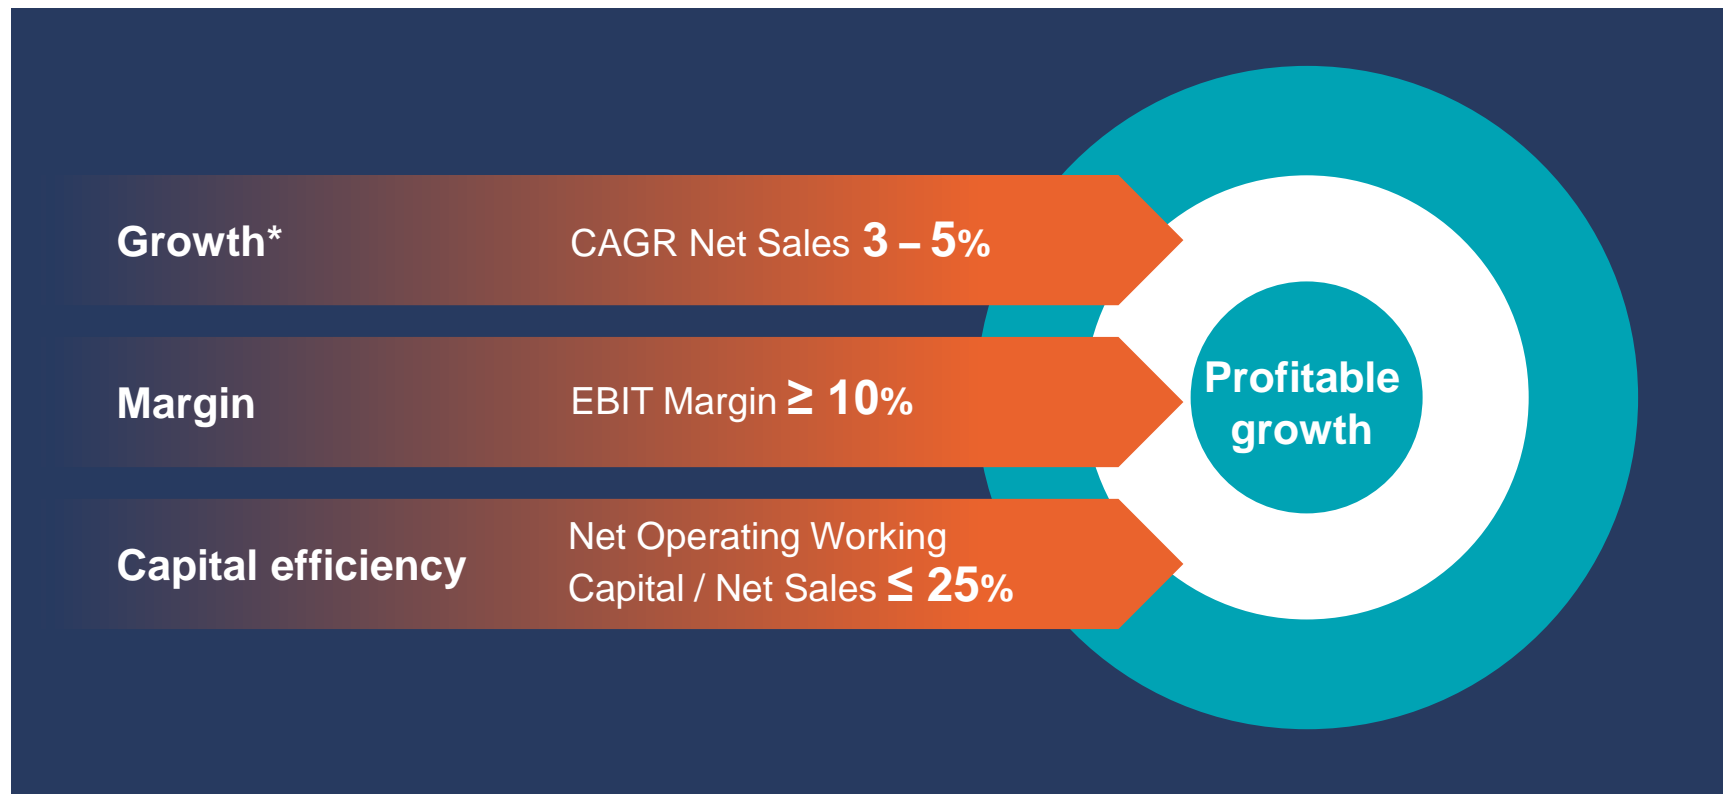 Growth*
CAGR Net Sales 3 – 5%
Margin
EBIT Margin ≥ 10%
Capital efficiency
Net Operating Working
Capital / Net Sales ≤ 25%
Profitable
growth